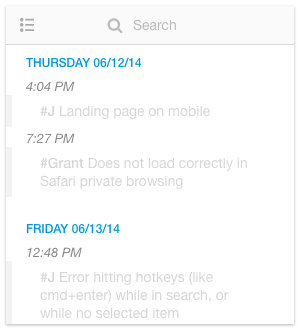 Search
THURSDAY 06/12/14
4:04 PM
#J Landing page on mobile
7:27 PM
#Grant Does not load correctly in
Safari private browsing
FRIDAY 06/13/14
12:48 PM
#J Error hitting hotkeys (like
cmd+enter) while in search, or
while no selected item